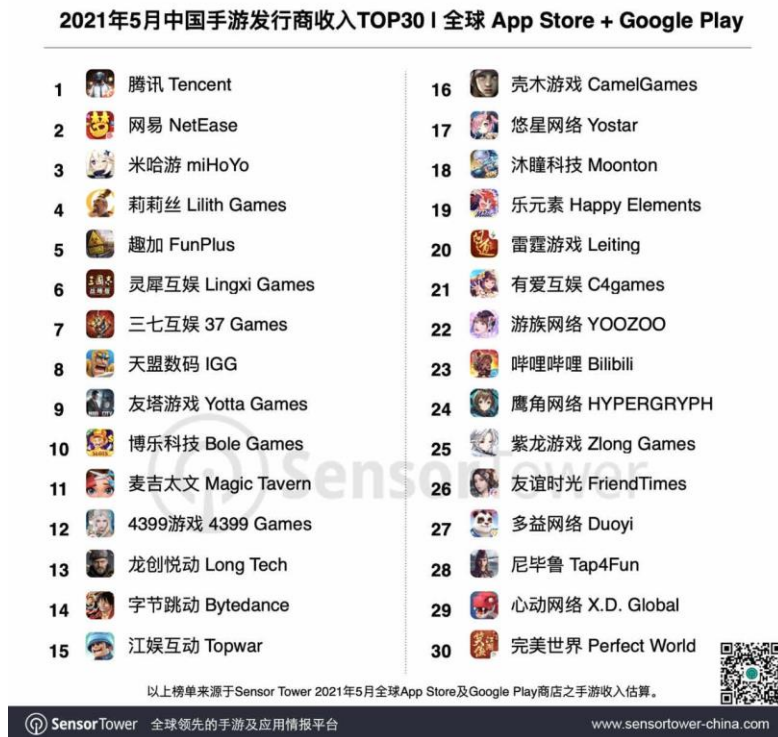 2021年5月中国手游发行商收入TOP30 | 全球 App Store + Google Play
1 腾讯 Tencent
2 网易 NetEase
3 米哈游 miHoYo
4 莉莉丝 Lilith Games
5 趣加 FunPlus
6 灵犀互娱 Lingxi Games
7 三七互娱 37 Games
8 天盟数码 IGG
9 友塔游戏 Yotta Games
10 博乐科技 Bole Games
11 麦吉太文 Magic Tavern
12 4399游戏 4399 Games
13 龙创悦动 Long Tech
14 字节跳动 Bytedance
15 江娱互动 Topwar
16 壳木游戏 CamelGames
17 悠星网络 Yostar
18 沐瞳科技 Moonton
19 乐元素 Happy Elements
20 雷霆游戏 Leiting
21 有爱互娱 C4games
22 游族网络 YOOZOO
23 哔哩哔哩 Bilibili
24 鹰角网络 HYPERGRYPH
25 紫龙游戏 Zlong Games
26 友谊时光 FriendTimes
27 多益网络 Duoyi
28 尼毕鲁 Tap4Fun
29 心动网络 X.D. Global
30 完美世界 Perfect World
SensorTower
以上榜单来源于Sensor Tower 2021年5月全球App Store及Google Play商店之手游收入估算。
SensorTower 全球领先的手游及应用情报平台
www.sensortower-china.com